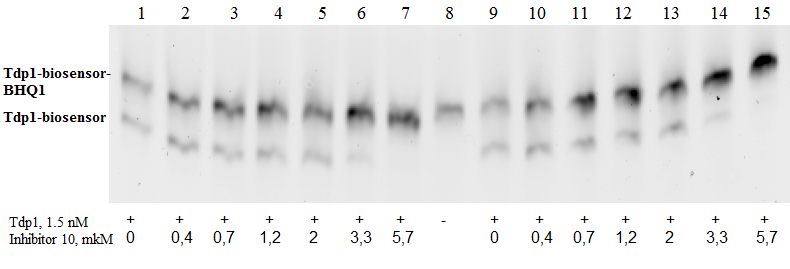 1 2 3 4 5 6 7 8 9 10 11 12 13 14 15
Tdp1-biosensor-
BHQ1
Tdp1-biosensor
Tdp1, 1.5 nM + + + + + + + - + + + + + + +
Inhibitor 10, mkM 0 0,4 0,7 1,2 2 3,3 5,7 0 0,4 0,7 1,2 2 3,3 5,7